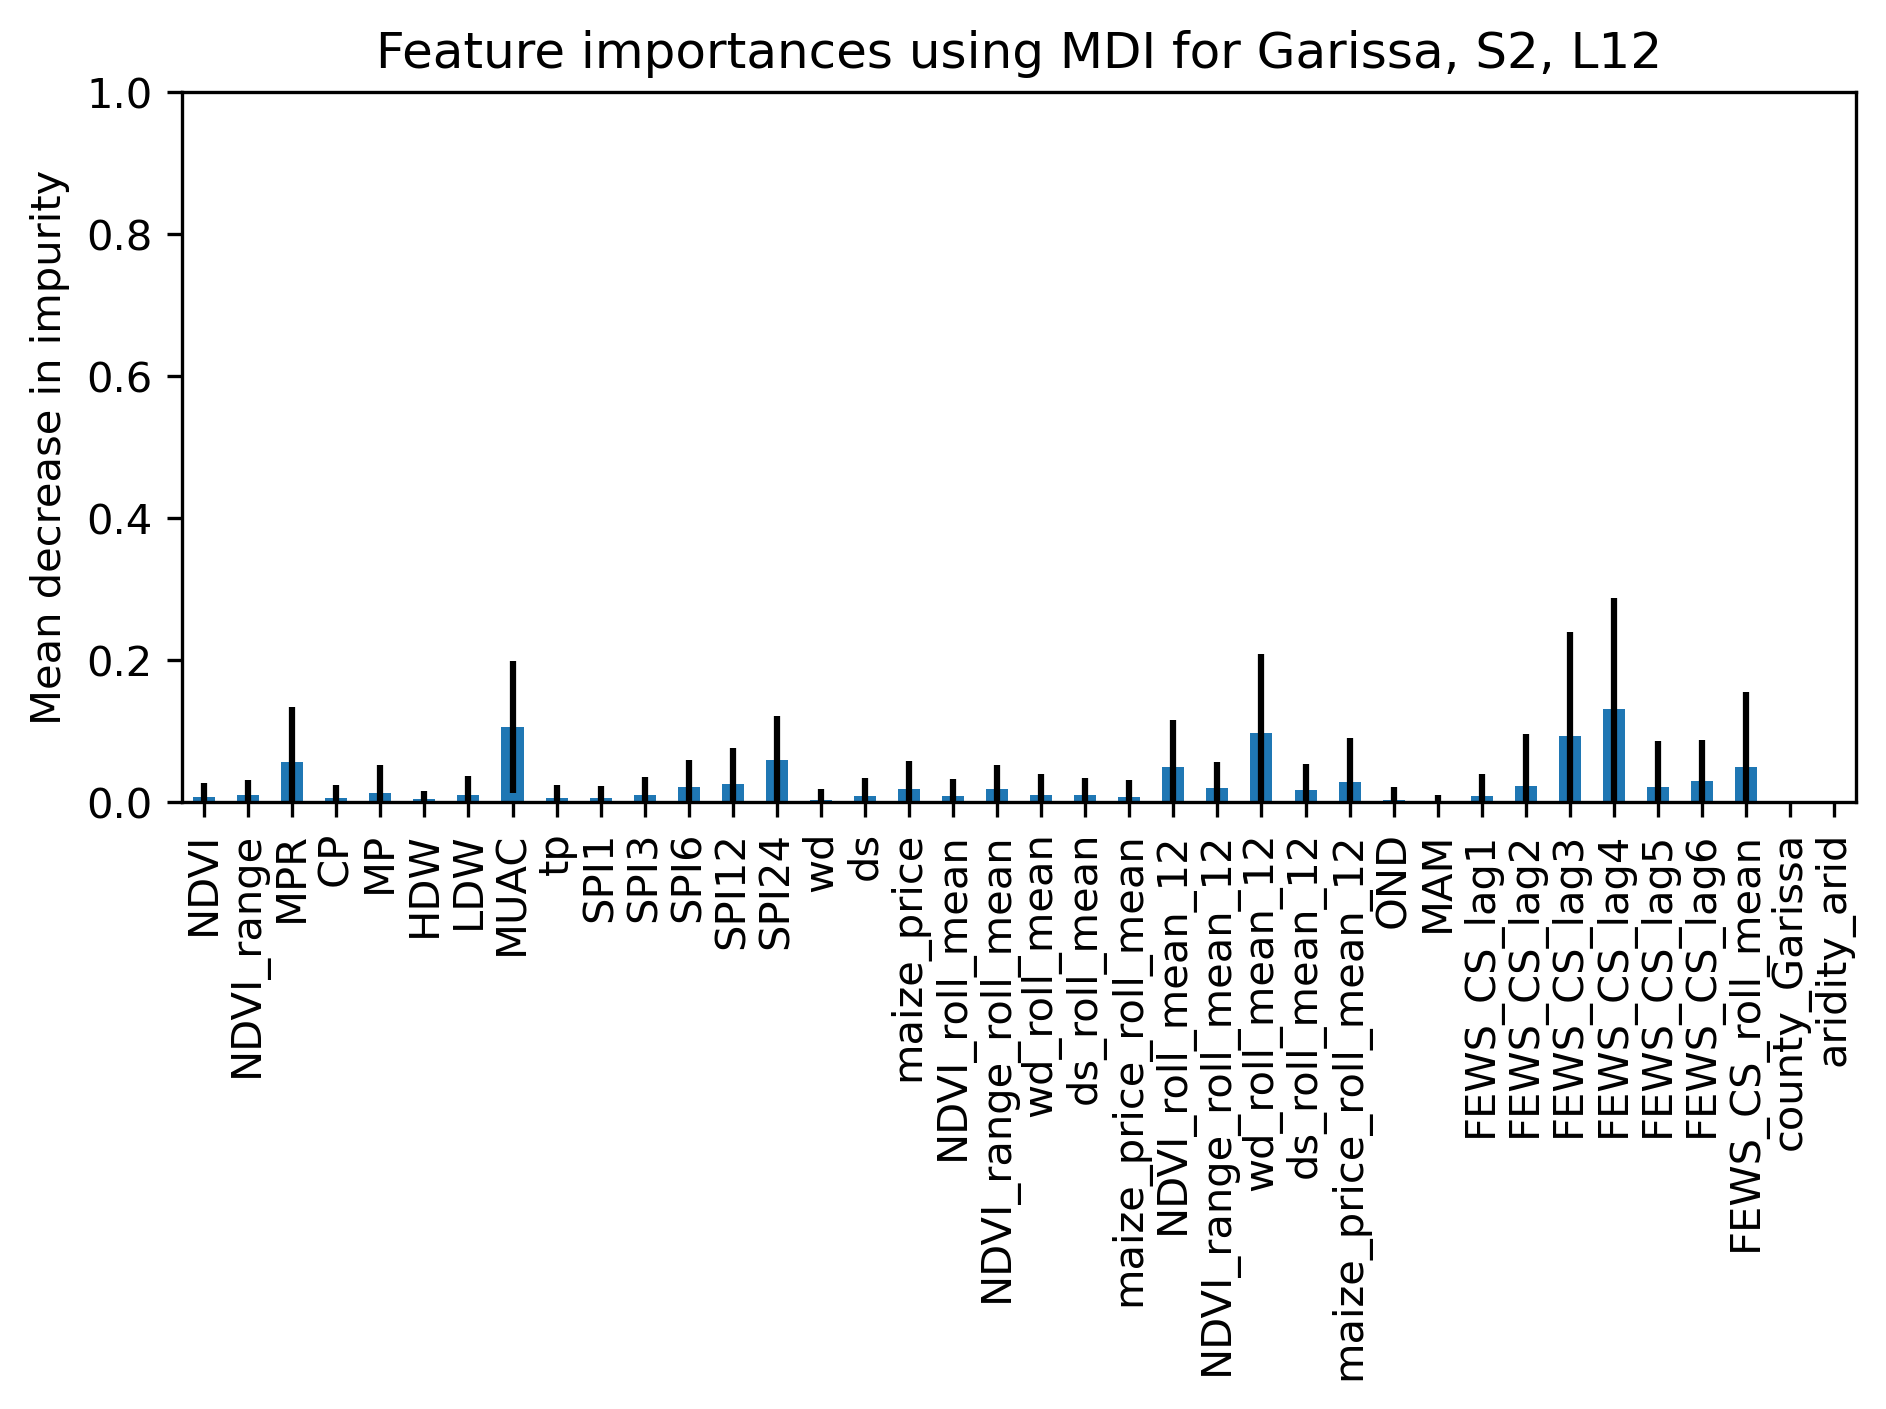 Feature importances using MDI for Garissa, S2, L12
Mean decrease in impurity
1.0
0.8
0.6
0.4
0.2
0.0
NDVI
NDVI_range
MPR
CP
MP
HDW
LDW
MUAC
tp
SPI1
SPI3
SPI6
SPI12
SPI24
wd
ds
maize_price
NDVI_roll_mean
NDVI_range_roll_mean
wd_roll_mean
ds_roll_mean
maize_price_roll_mean
NDVI_roll_mean_12
NDVI_range_roll_mean_12
wd_roll_mean_12
ds_roll_mean_12
maize_price_roll_mean_12
OND
MAM
FEWS_CS_lag1
FEWS_CS_lag2
FEWS_CS_lag3
FEWS_CS_lag4
FEWS_CS_lag5
FEWS_CS_lag6
FEWS_CS_roll_mean
county_Garissa
aridity_arid